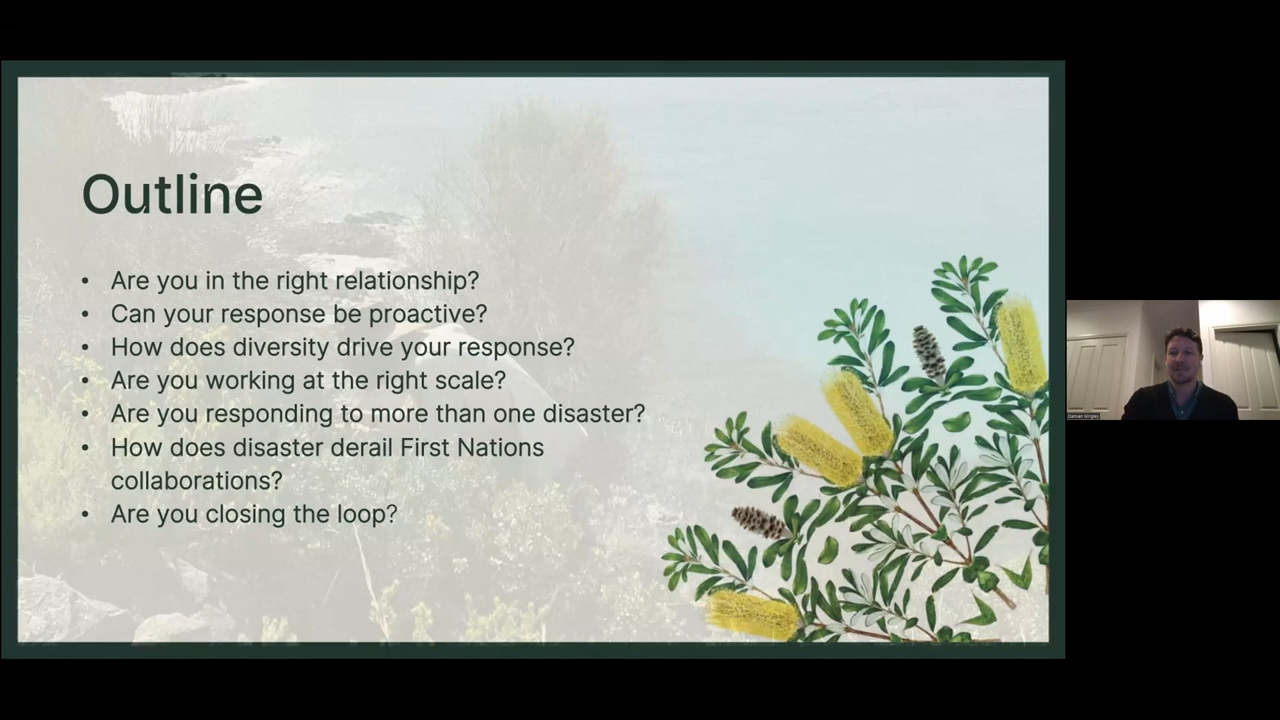 Outline
• Are you in the right relationship?
• Can your response be proactive?
• How does diversity drive your response?
• Are you working at the right scale?
• Are you responding to more than one disaster?
• How does disaster derail First Nations
collaborations?
• Are you closing the loop?
Damian Wrigley